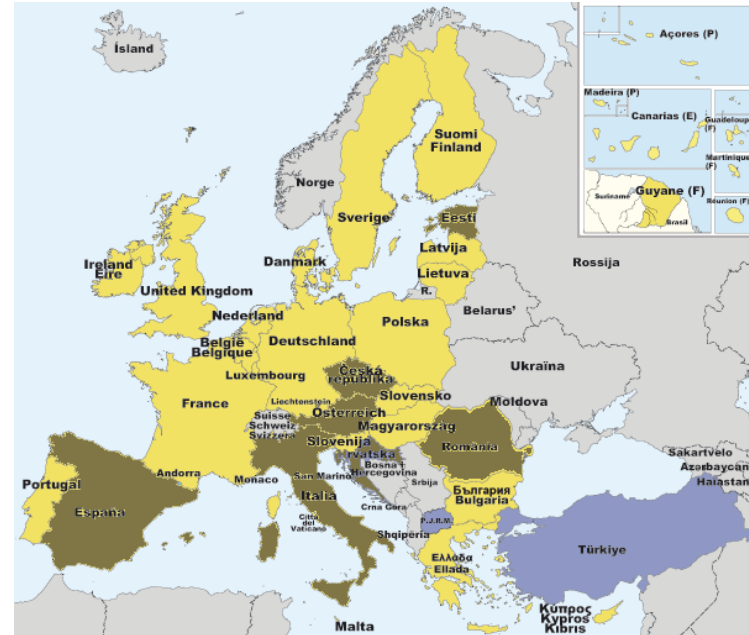 Ísland
Açores (P)
Madeira (P)
Canarias (E)
Guadeloupe
(F)
Martinique
(F)
Guyane (F)
Suriname
Brasil
Réunion (F)
Suomi
Finland
Norge
Sverige
Eesti
Latvija
Lietuva
R.
Danmark
Rossija
Ireland
Éire
United Kingdom
Nederland
België
Belgique
Deutschland
Polska
Belarus'
Luxembourg
Česká
republika
Ukraïna
Slovensko
Moldova
France
Liechtenstein
Suisse
Schweiz
Svizzera
Österreich
Magyarország
Slovenija
rvatska
România
Bosna i
Hercegovina
Srbija
Andorra
Monaco
San Marino
Portugal
España
Italia
Città
del
Vaticano
Crna Gora
Shqipëria
P.J.R.M.
България
Bulgaria
Ελλάδα
Ellada
Sakartvelo
Azərbaycan
Haiastan
Türkiye
Malta
Κύπρος
Kypros
Kıbrıs